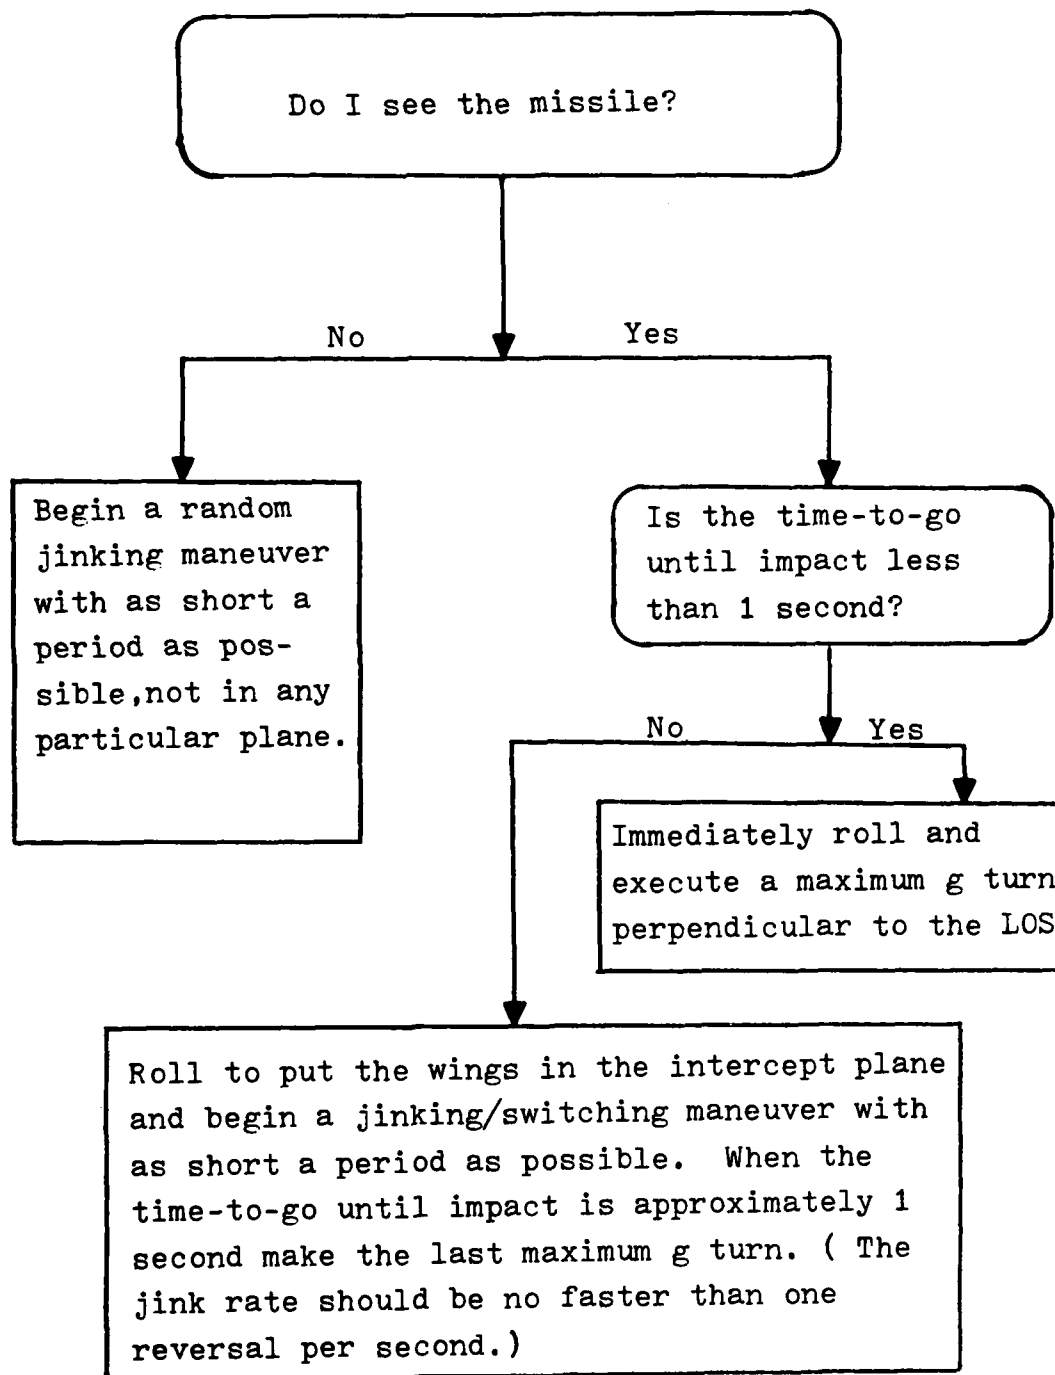 Do I see the missile?
No
Yes
Begin a random
jinking maneuver
with as short a
period as pos-
sible,not in any
particular plane.
Is the time-to-go
until impact less
than 1 second?
No
Yes
Immediately roll and
execute a maximum g turn
perpendicular to the LOS
Roll to put the wings in the intercept plane
and begin a jinking/switching maneuver with
as short a period as possible.  When the
time-to-go until impact is approximately 1
second make the last maximum g turn. ( The
jink rate should be no faster than one
reversal per second.)